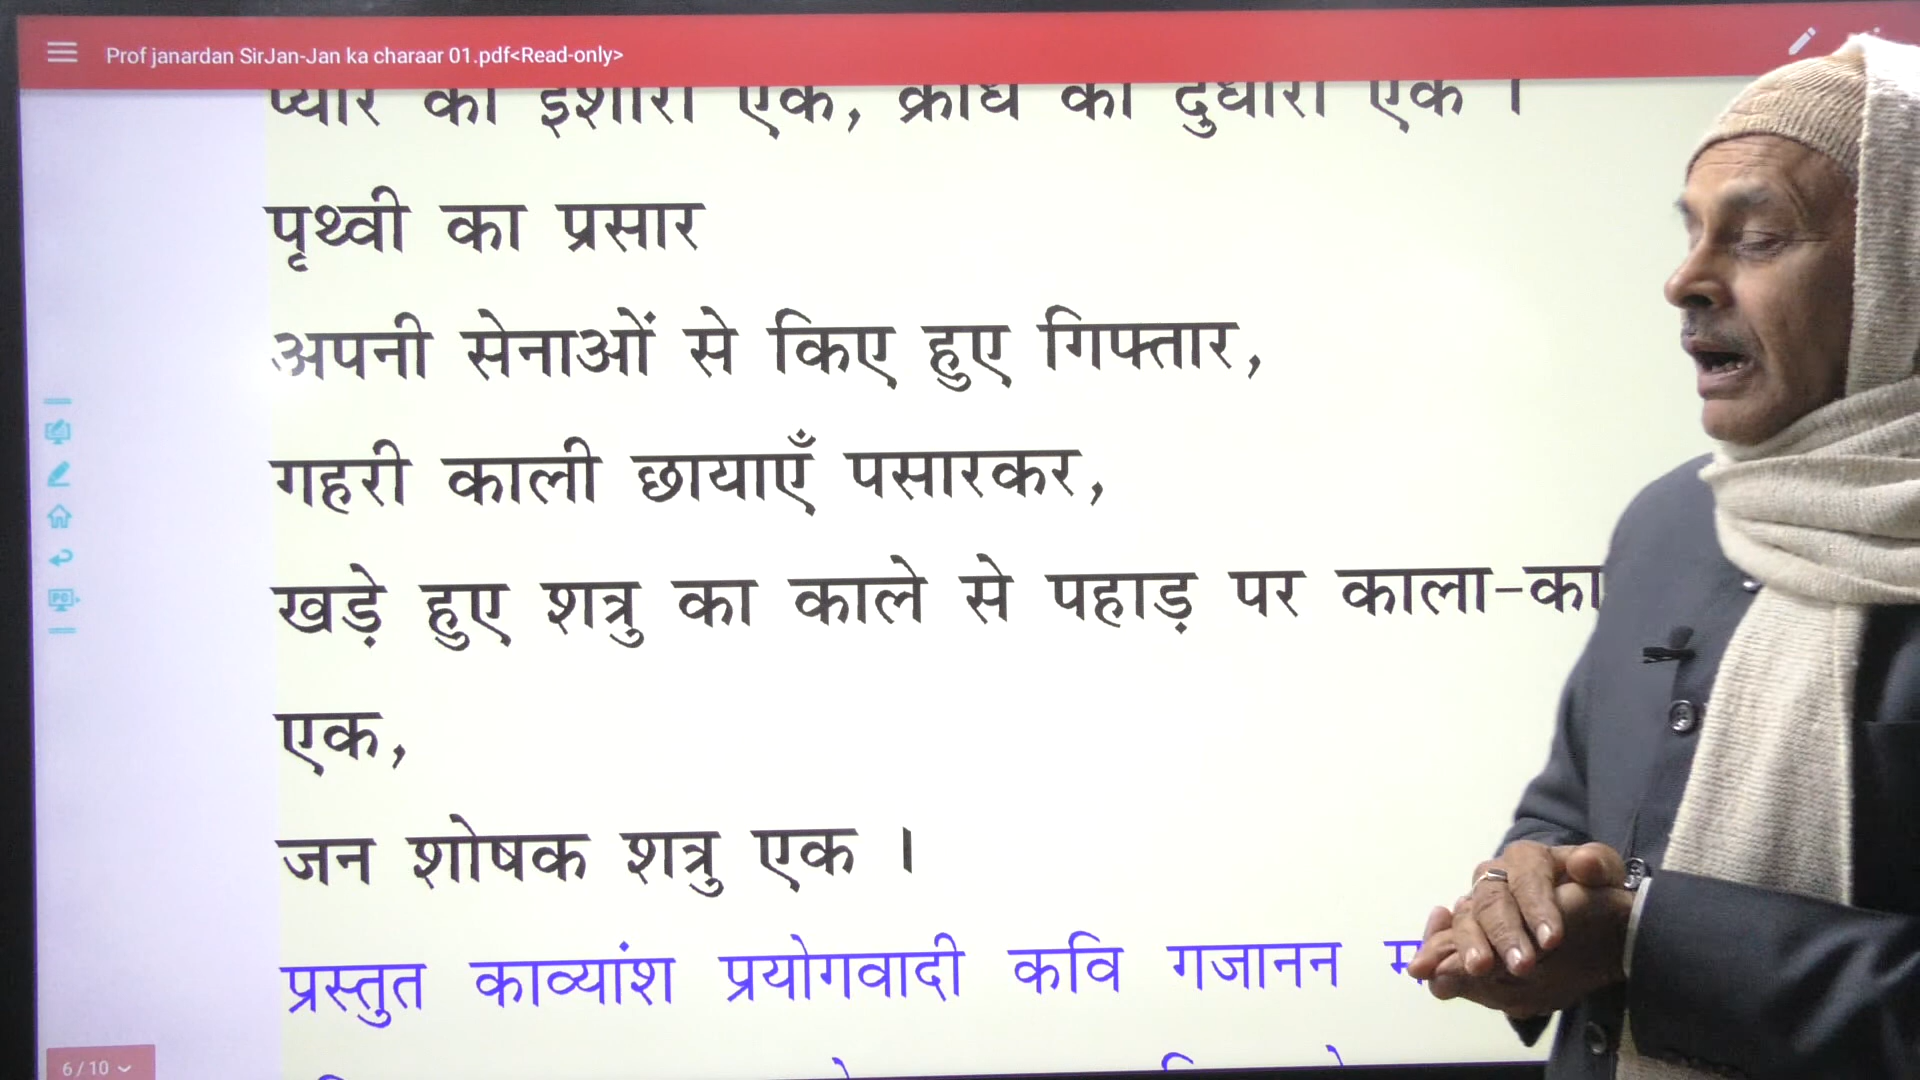 Prof janardan SirJan-Jan ka charaar 01.pdf<Read-only>
प्यार का इशारा एक, क्रोध का दुधारा एक ।
पृथ्वी का प्रसार
अपनी सेनाओं से किए हुए गिफ्तार,
गहरी काली छायाएँ पसारकर,
खड़े हुए शत्रु का काले से पहाड़ पर काला-का
एक,
जन शोषक शत्रु एक ।
प्रस्तुत काव्यांश प्रयोगवादी कवि गजानन
6/10